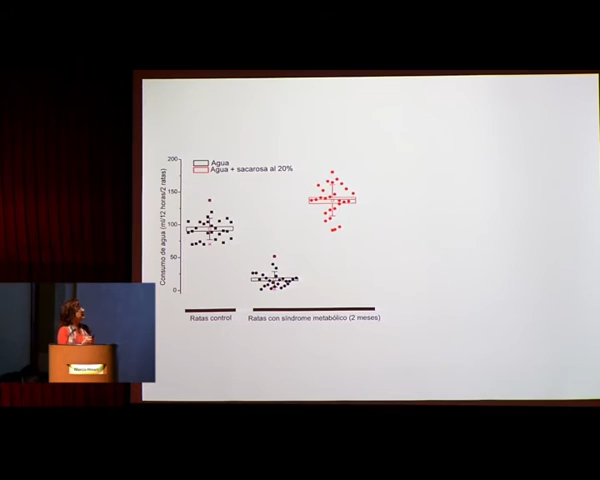 200
Agua
Agua + sacarosa al 20%
150
100
50
0
Consumo de agua (ml/12 horas/2 ratas)
Ratas control
Ratas con síndrome metabólico (2 meses)